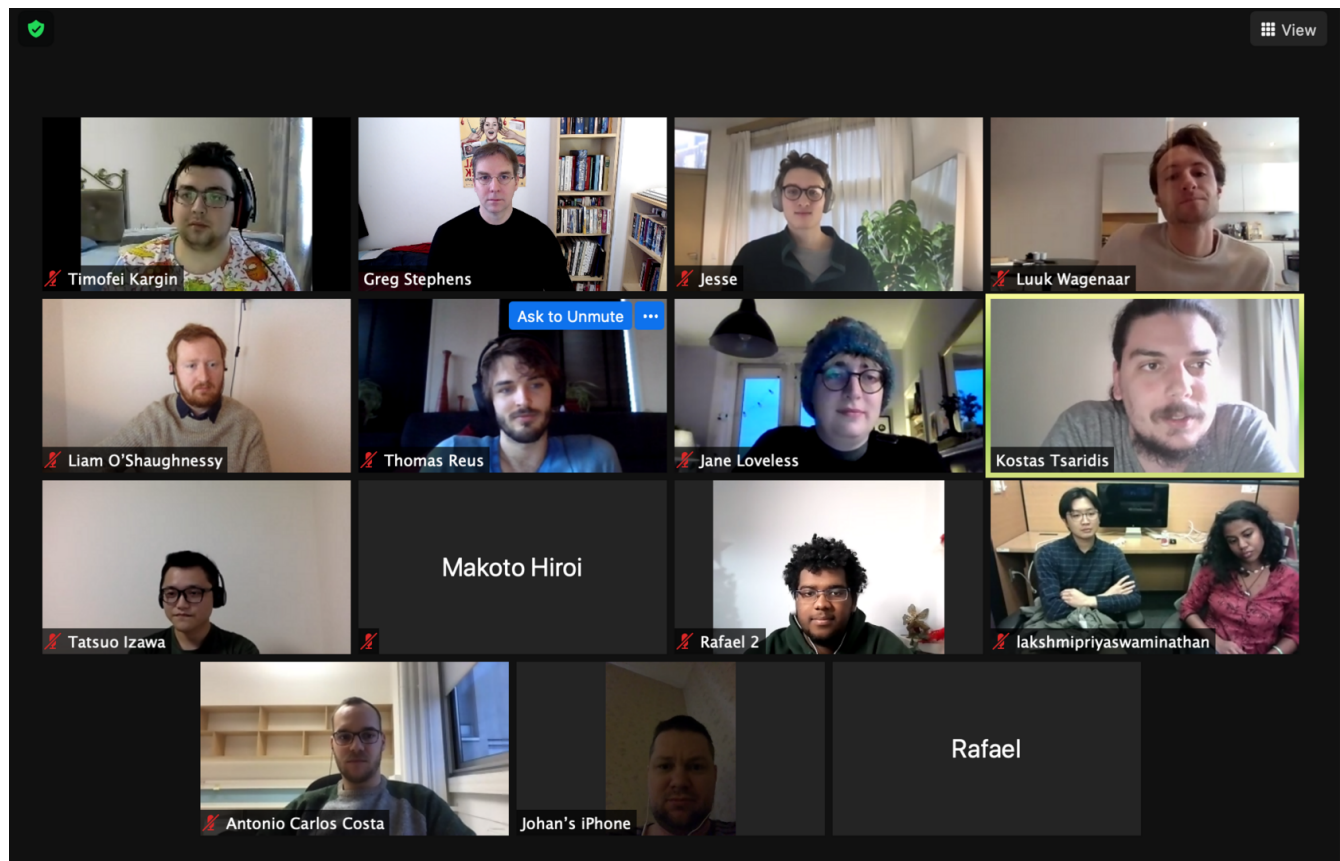 View
Timofei Kargin
Greg Stephens
Jesse
Luuk Wagenaar
Liam O'Shaughnessy
Ask to Unmute
Thomas Reus
Jane Loveless
Kostas Tsaridis
Tatsuo Izawa
Makoto Hiroi
Rafael 2
lakshmipriyaswaminathan
Antonio Carlos Costa
Johan's iPhone
Rafael